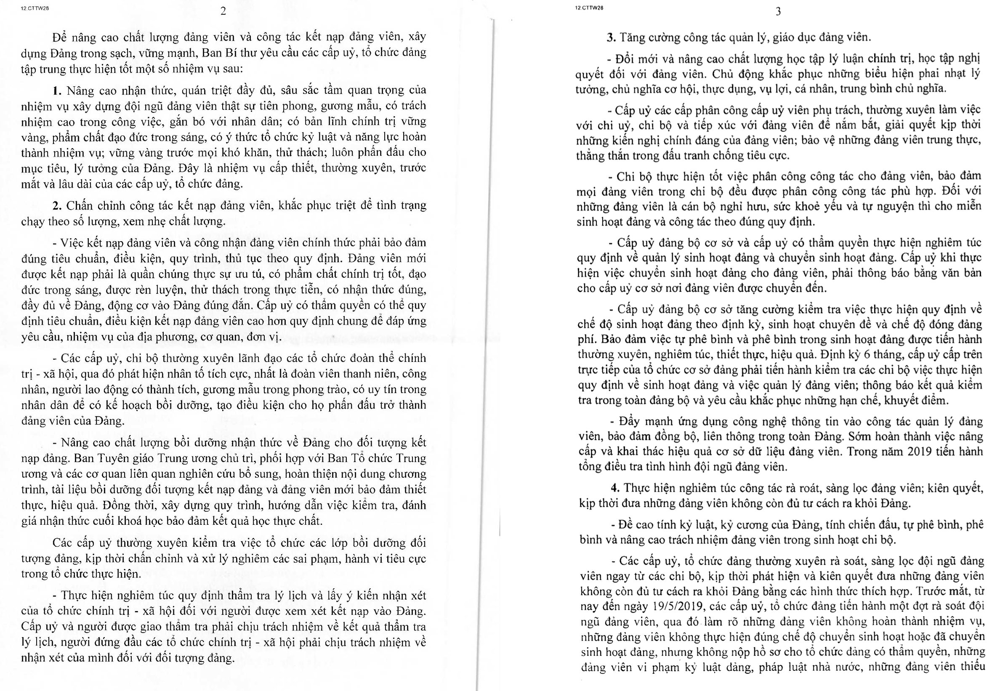 12.CTTW28
2
Để nâng cao chất lượng đảng viên và công tác kết nạp đảng viên, xây
dựng Đảng trong sạch, vững mạnh, Ban Bí thư yêu cầu các cấp uỷ, tổ chức đảng
tập trung thực hiện tốt một số nhiệm vụ sau:
1. Nâng cao nhận thức, quán triệt đầy đủ, sâu sắc tầm quan trọng của
nhiệm vụ xây dựng đội ngũ đảng viên thật sự tiên phong, gương mẫu, có trách
nhiệm cao trong công việc, gắn bó với nhân dân; có bản lĩnh chính trị vững
vàng, phẩm chất đạo đức trong sáng, có ý thức tổ chức kỷ luật và năng lực hoàn
thành nhiệm vụ; vững vàng trước mọi khó khăn, thử thách; luôn phấn đấu cho
mục tiêu, lý tưởng của Đảng. Đây là nhiệm vụ cấp thiết, thường xuyên, trước
mắt và lâu dài của các cấp uỷ, tổ chức đảng.
2. Chấn chỉnh công tác kết nạp đảng viên, khắc phục triệt để tình trạng
chạy theo số lượng, xem nhẹ chất lượng.
- Việc kết nạp đảng viên và công nhận đảng viên chính thức phải bảo đảm
đúng tiêu chuẩn, điều kiện, quy trình, thủ tục theo quy định. Đảng viên mới
được kết nạp phải là quần chúng thực sự ưu tú, có phẩm chất chính trị tốt, đạo
đức trong sáng, được rèn luyện, thử thách trong thực tiễn, có nhận thức đúng,
đầy đủ về Đảng, động cơ vào Đảng đúng đắn. Cấp uỷ có thẩm quyền có thể quy
định tiêu chuẩn, điều kiện kết nạp đảng viên cao hơn quy định chung để đáp ứng
yêu cầu, nhiệm vụ của địa phương, cơ quan, đơn vị.
- Các cấp uỷ, chi bộ thường xuyên lãnh đạo các tổ chức đoàn thể chính
trị - xã hội, qua đó phát hiện nhân tố tích cực, nhất là đoàn viên thanh niên, công
nhân, người lao động có thành tích, gương mẫu trong phong trào, có uy tín trong
nhân dân để có kế hoạch bồi dưỡng, tạo điều kiện cho họ phấn đấu trở thành
đảng viên của Đảng.
- Nâng cao chất lượng bồi dưỡng nhận thức về Đảng cho đối tượng kết
nạp đảng. Ban Tuyên giáo Trung ương chủ trì, phối hợp với Ban Tổ chức Trung
ương và các cơ quan liên quan nghiên cứu bổ sung, hoàn thiện nội dung chương
trình, tài liệu bồi dưỡng đối tượng kết nạp đảng và đảng viên mới bảo đảm thiết
thực, hiệu quả. Đồng thời, xây dựng quy trình, hướng dẫn việc kiểm tra, đánh
giá nhận thức cuối khoá học bảo đảm kết quả học thực chất.
Các cấp uỷ thường xuyên kiểm tra việc tổ chức các lớp bồi dưỡng đối
tượng đảng, kịp thời chấn chỉnh và xử lý nghiêm các sai phạm, hành vi tiêu cực
trong tổ chức thực hiện.
- Thực hiện nghiêm túc quy định thẩm tra lý lịch và lấy ý kiến nhận xét
của tổ chức chính trị - xã hội đối với người được xem xét kết nạp vào Đảng.
Cấp uỷ và người được giao thẩm tra phải chịu trách nhiệm về kết quả thẩm tra
lý lịch, người đứng đầu các tổ chức chính trị - xã hội phải chịu trách nhiệm về
nhận xét của mình đối với đối tượng đảng.
12.CTTW28
3
3. Tăng cường công tác quản lý, giáo dục đảng viên.
- Đổi mới và nâng cao chất lượng học tập lý luận chính trị, học tập nghị
quyết đối với đảng viên. Chủ động khắc phục những biểu hiện phai nhạt lý
tưởng, chủ nghĩa cơ hội, thực dụng, vụ lợi, cá nhân, trung bình chủ nghĩa.
- Cấp uỷ các cấp phân công cấp uỷ viên phụ trách, thường xuyên làm việc
với chi uỷ, chi bộ và tiếp xúc với đảng viên để nắm bắt, giải quyết kịp thời
những kiến nghị chính đáng của đảng viên; bảo vệ những đảng viên trung thực,
thẳng thắn trong đấu tranh chống tiêu cực.
- Chi bộ thực hiện tốt việc phân công công tác cho đảng viên, bảo đảm
mọi đảng viên trong chi bộ đều được phân công công tác phù hợp. Đối với
những đảng viên là cán bộ nghỉ hưu, sức khoẻ yếu và tự nguyện thì cho miễn
sinh hoạt đảng và công tác theo đúng quy định.
- Cấp uỷ đảng bộ cơ sở và cấp uỷ có thẩm quyền thực hiện nghiêm túc
quy định về quản lý sinh hoạt đảng và chuyển sinh hoạt đảng. Cấp uỷ khi thực
hiện việc chuyển sinh hoạt đảng cho đảng viên, phải thông báo bằng văn bản
cho cấp uỷ cơ sở nơi đảng viên được chuyển đến.
- Cấp uỷ đảng bộ cơ sở tăng cường kiểm tra việc thực hiện quy định về
chế độ sinh hoạt đảng theo định kỳ, sinh hoạt chuyên đề và chế độ đóng đảng
phí. Bảo đảm việc tự phê bình và phê bình trong sinh hoạt đảng được tiến hành
thường xuyên, nghiêm túc, thiết thực, hiệu quả. Định kỳ 6 tháng, cấp uỷ cấp trên
trực tiếp của tổ chức cơ sở đảng phải tiến hành kiểm tra các chi bộ việc thực hiện
quy định về sinh hoạt đảng và việc quản lý đảng viên; thông báo kết quả kiểm
tra trong toàn đảng bộ và yêu cầu khắc phục những hạn chế, khuyết điểm.
- Đẩy mạnh ứng dụng công nghệ thông tin vào công tác quản lý đảng
viên, bảo đảm đồng bộ, liên thông trong toàn Đảng. Sớm hoàn thành việc nâng
cấp và khai thác hiệu quả cơ sở dữ liệu đảng viên. Trong năm 2019 tiến hành
tổng điều tra tình hình đội ngũ đảng viên.
4. Thực hiện nghiêm túc công tác rà roát, sàng lọc đảng viên; kiên quyết,
kịp thời đưa những đảng viên không còn đủ tư cách ra khỏi Đảng.
- Đề cao tính kỷ luật, kỷ cương của Đảng, tính chiến đấu, tự phê bình, phê
bình và nâng cao trách nhiệm đảng viên trong sinh hoạt chi bộ.
- Các cấp uỷ, tổ chức đảng thường xuyên rà soát, sàng lọc đội ngũ đảng
viên ngay từ các chi bộ, kịp thời phát hiện và kiên quyết đưa những đảng viên
không còn đủ tư cách ra khỏi Đảng bằng các hình thức thích hợp. Trước mắt, từ
nay đến ngày 19/5/2019, các cấp uỷ, tổ chức đảng tiến hành một đợt rà soát đội
ngũ đảng viên, qua đó làm rõ những đảng viên không hoàn thành nhiệm vụ,
những đảng viên không thực hiện đúng chế độ chuyển sinh hoạt hoặc đã chuyển
sinh hoạt đảng, nhưng không nộp hồ sơ cho tổ chức đảng có thẩm quyền, những
đảng viên vi phạm kỷ luật đảng, pháp luật nhà nước, những đảng viên thiếu